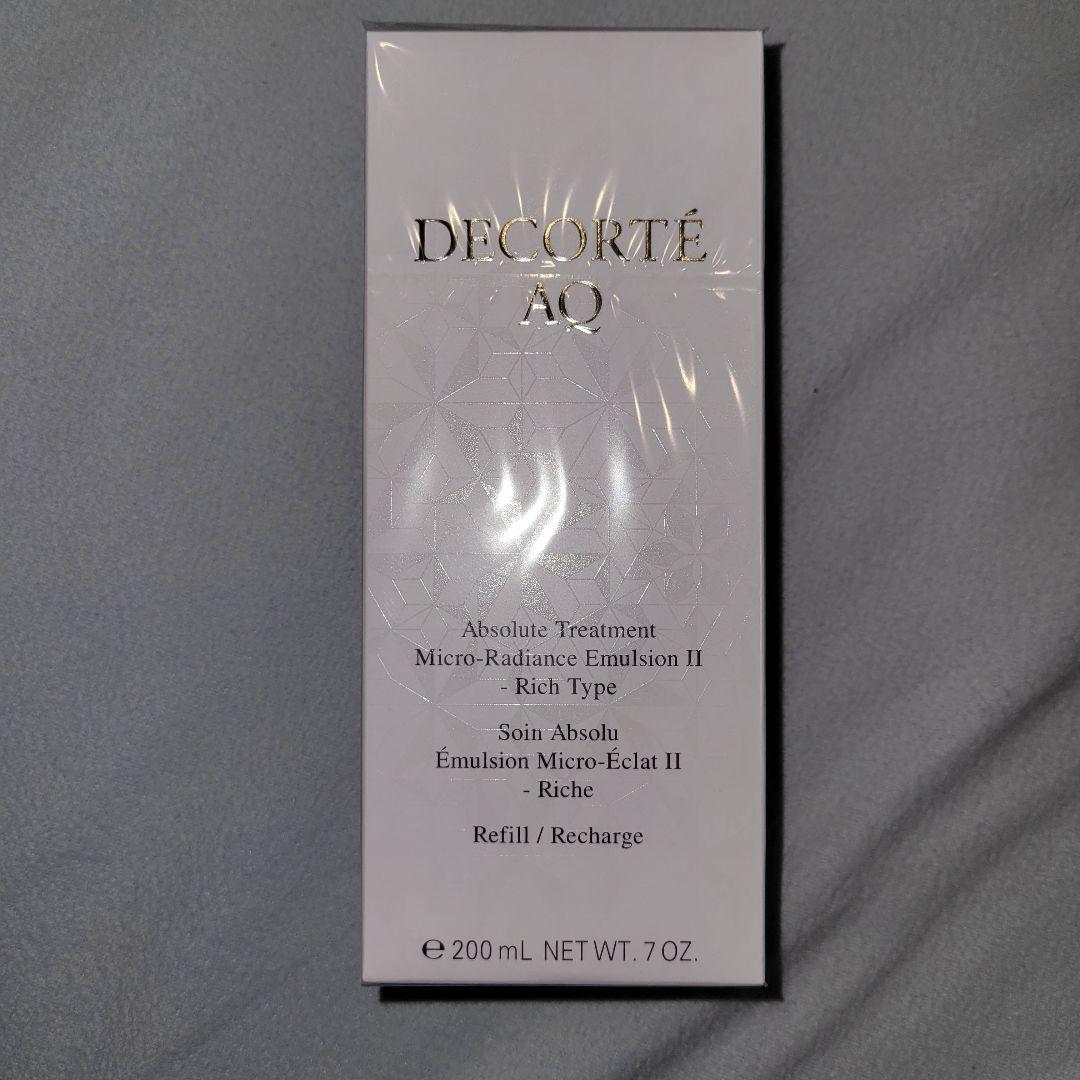 DECORTÉ
AQ
Absolute Treatment
Micro-Radiance Emulsion II
- Rich Type
Soin Absolu
Émulsion Micro-Éclat II
- Riche
Refill / Recharge
℮ 200 mL NET WT. 7 OZ.